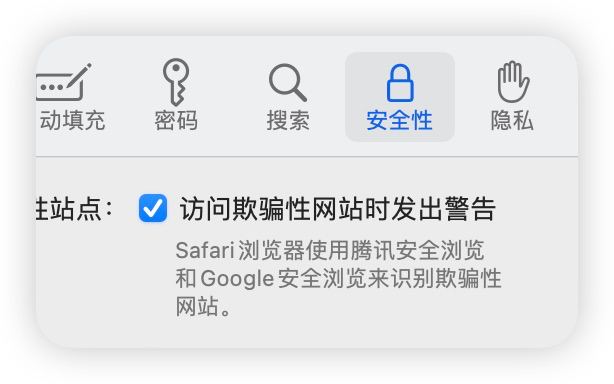 动填充 密码 搜索 安全性 隐私
性站点： 访问欺骗性网站时发出警告
Safari 浏览器使用腾讯安全浏览
和 Google 安全浏览来识别欺骗性
网站。